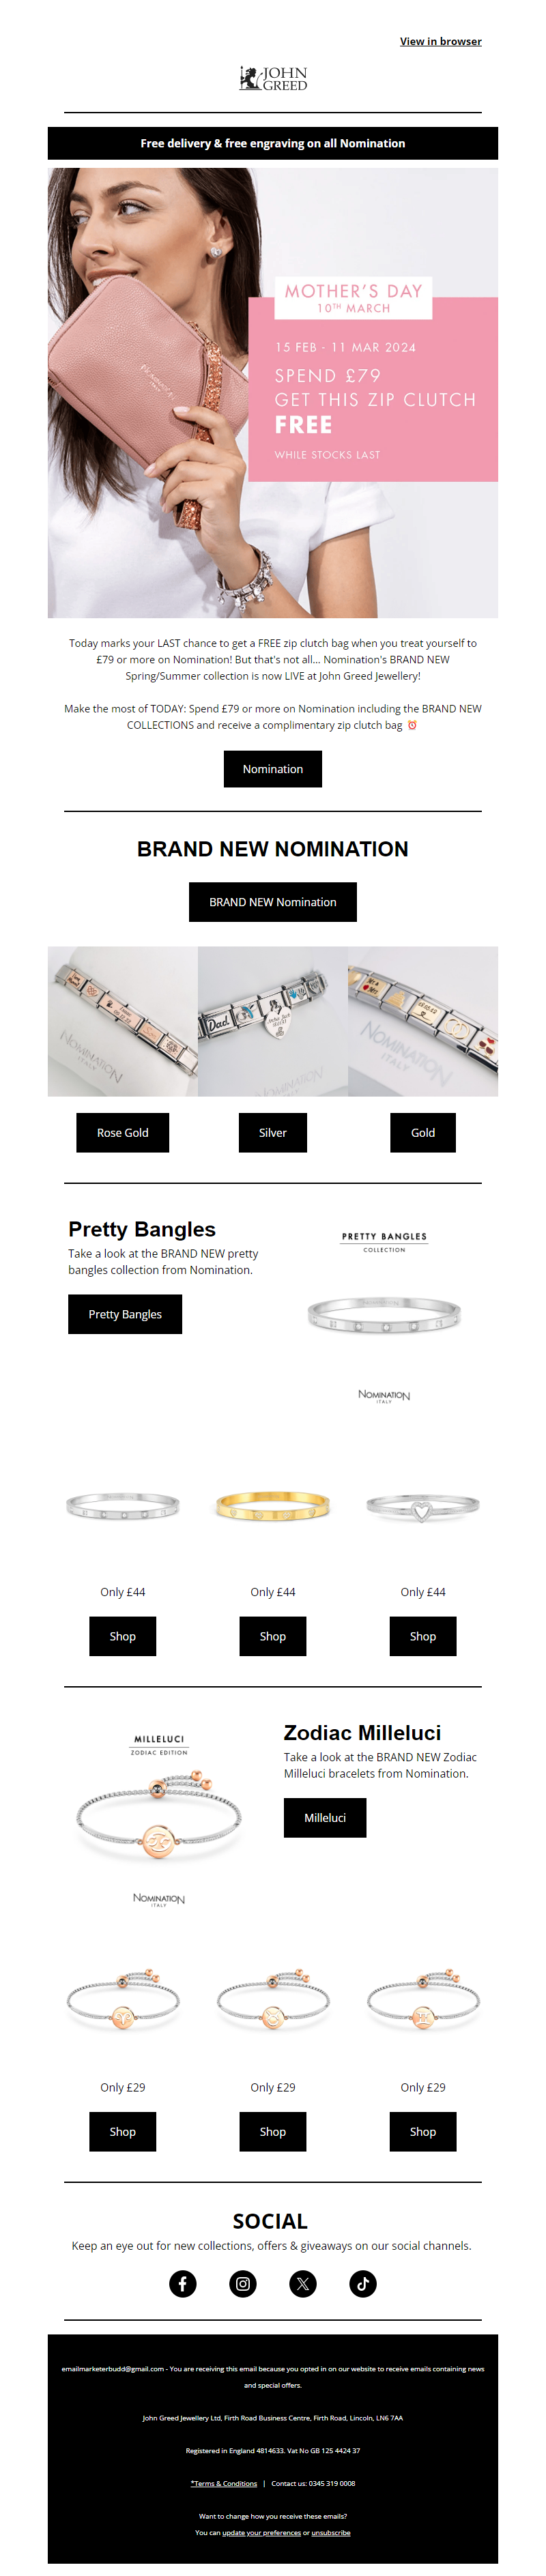 View in browser
JOHN
GREED
Free delivery & free engraving on all Nomination
MOTHER'S DAY
10TH MARCH
15 FEB - 11 MAR 2024
SPEND £79
GET THIS ZIP CLUTCH
FREE
WHILE STOCKS LAST
Today marks your LAST chance to get a FREE zip clutch bag when you treat yourself to
£79 or more on Nomination! But that's not all... Nomination's BRAND NEW
Spring/Summer collection is now LIVE at John Greed Jewellery!
Make the most of TODAY: Spend £79 or more on Nomination including the BRAND NEW
COLLECTIONS and receive a complimentary zip clutch bag ⏰
Nomination
BRAND NEW NOMINATION
BRAND NEW Nomination
NOMINATION
Dad
NOMINATION
ITALY
NOMINATION
ITALY
Rose Gold
Silver
Gold
Pretty Bangles
Take a look at the BRAND NEW pretty
bangles collection from Nomination.
Pretty Bangles
PRETTY BANGLES
COLLECTION
NOMINATION
ITALY
Only £44
Only £44
Only £44
Shop
Shop
Shop
MILLELUCI
ZODIAC EDITION
NOMINATION
ITALY
Zodiac Milleluci
Take a look at the BRAND NEW Zodiac
Milleluci bracelets from Nomination.
Milleluci
Only £29
Only £29
Only £29
Shop
Shop
Shop
SOCIAL
Keep an eye out for new collections, offers & giveaways on our social channels.
emailmarketerbudd@gmail.com - You are receiving this email because you opted in on our website to receive emails containing news
and special offers.
John Greed Jewellery Ltd, Firth Road Business Centre, Firth Road, Lincoln, LN6 7AA
Registered in England 4814633. Vat No GB 125 4424 37
*Terms & Conditions | Contact us: 0345 319 0008
Want to change how you receive these emails?
You can update your preferences or unsubscribe